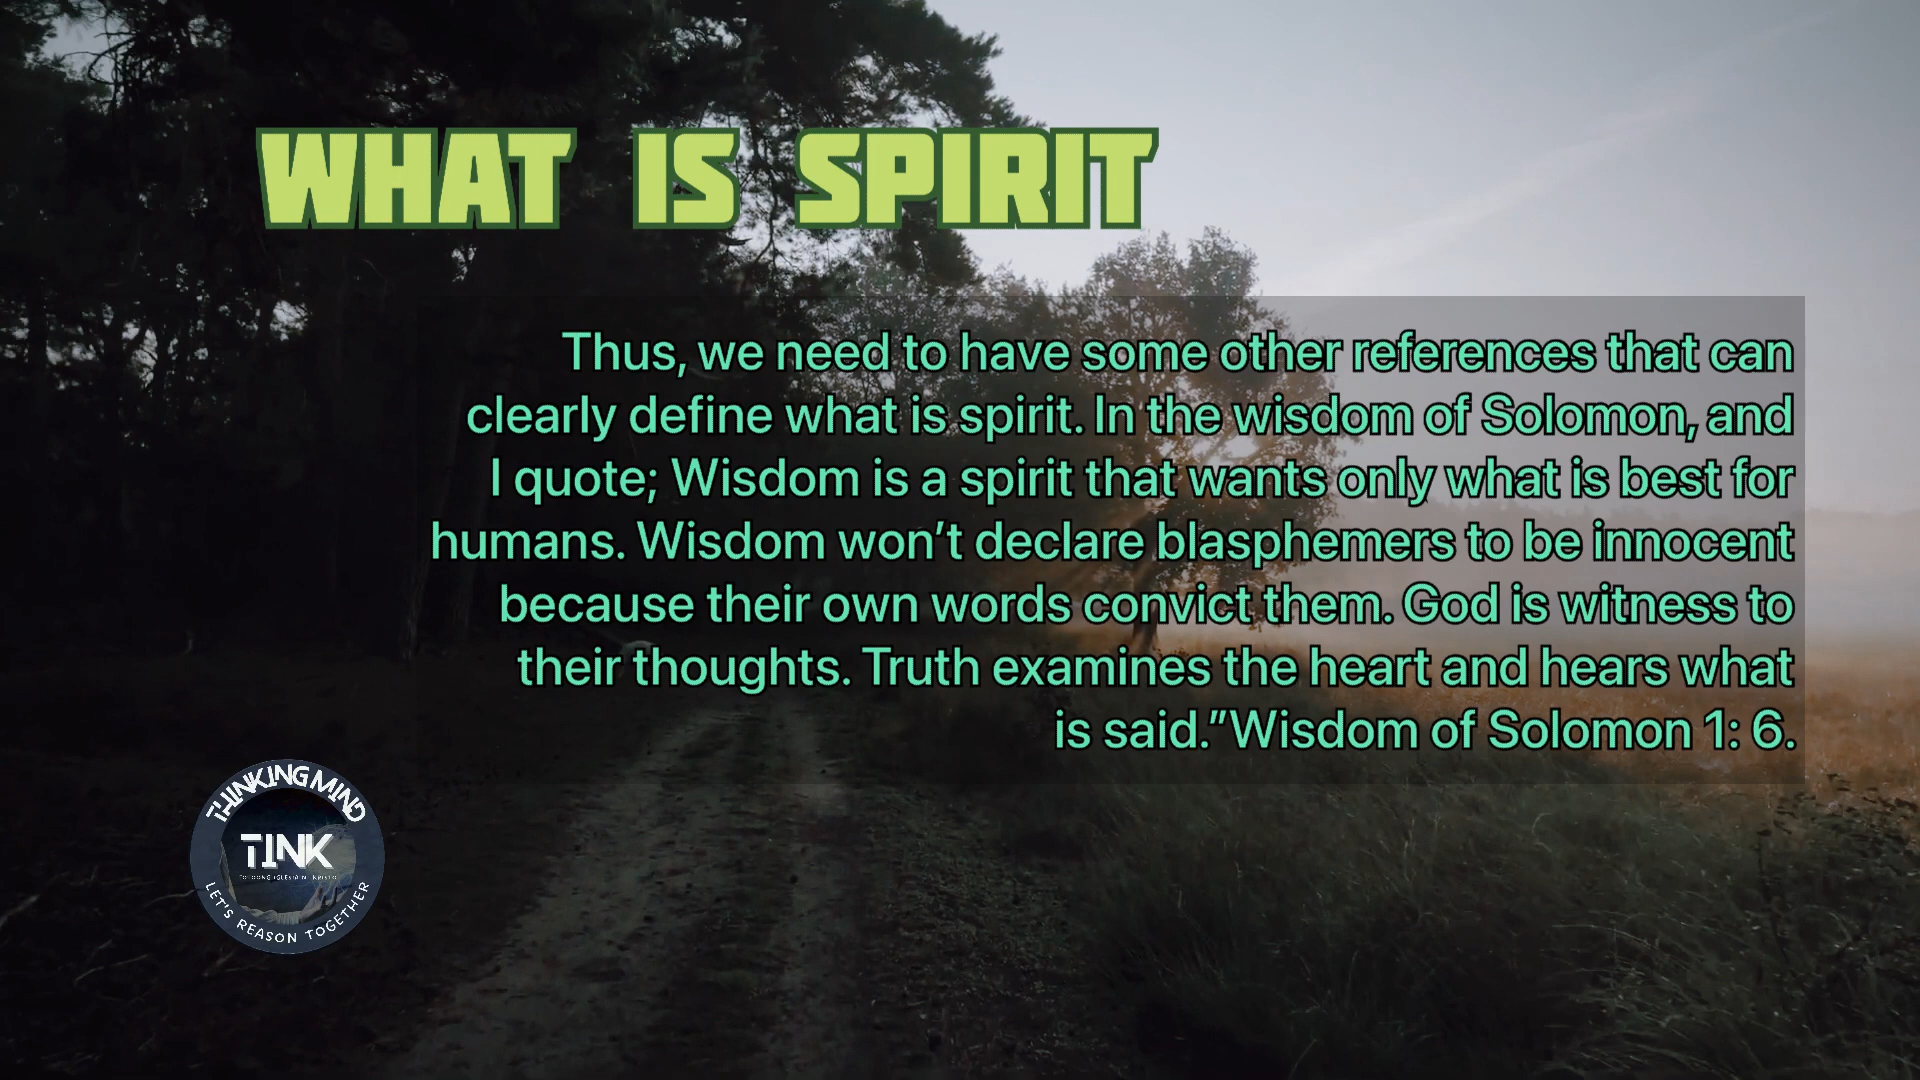 WHAT IS SPIRIT
Thus, we need to have some other references that can
clearly define what is spirit. In the wisdom of Solomon, and
I quote; Wisdom is a spirit that wants only what is best for
humans. Wisdom won’t declare blasphemers to be innocent
because their own words convict them. God is witness to
their thoughts. Truth examines the heart and hears what
is said.”Wisdom of Solomon 1: 6.
THINKING MIND
TINK
LET'S REASON TOGETHER